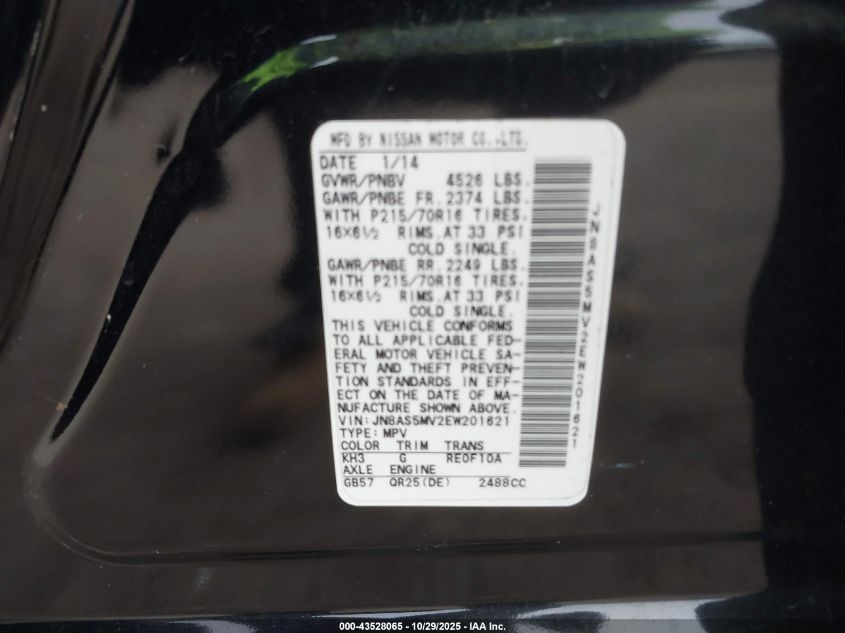 MFD BY NISSAN MOTOR CO.,LTD.
DATE 1/14
GVWR/PNBV 4526 LBS.
GAWR/PNBE FR. 2374 LBS.
WITH P215/70R16 TIRES.
16X6½ RIMS.AT 33 PSI
COLD SINGLE.
GAWR/PNBE RR. 2249 LBS.
WITH P215/70R16 TIRES.
16X6½ RIMS.AT 33 PSI
COLD SINGLE.
THIS VEHICLE CONFORMS
TO ALL APPLICABLE FED-
ERAL MOTOR VEHICLE SA-
FETY AND THEFT PREVEN-
TION STANDARDS IN EFF-
ECT ON THE DATE OF MA-
NUFACTURE SHOWN ABOVE.
VIN: JN8AS5MV2EW201621
TYPE: MPV
COLOR TRIM TRANS
KH3 G RE0F10A
AXLE ENGINE
GB57 QR25(DE) 2488CC
JN8AS5MV2EW201621
000-43528065 - 10/29/2025 - IAA Inc.